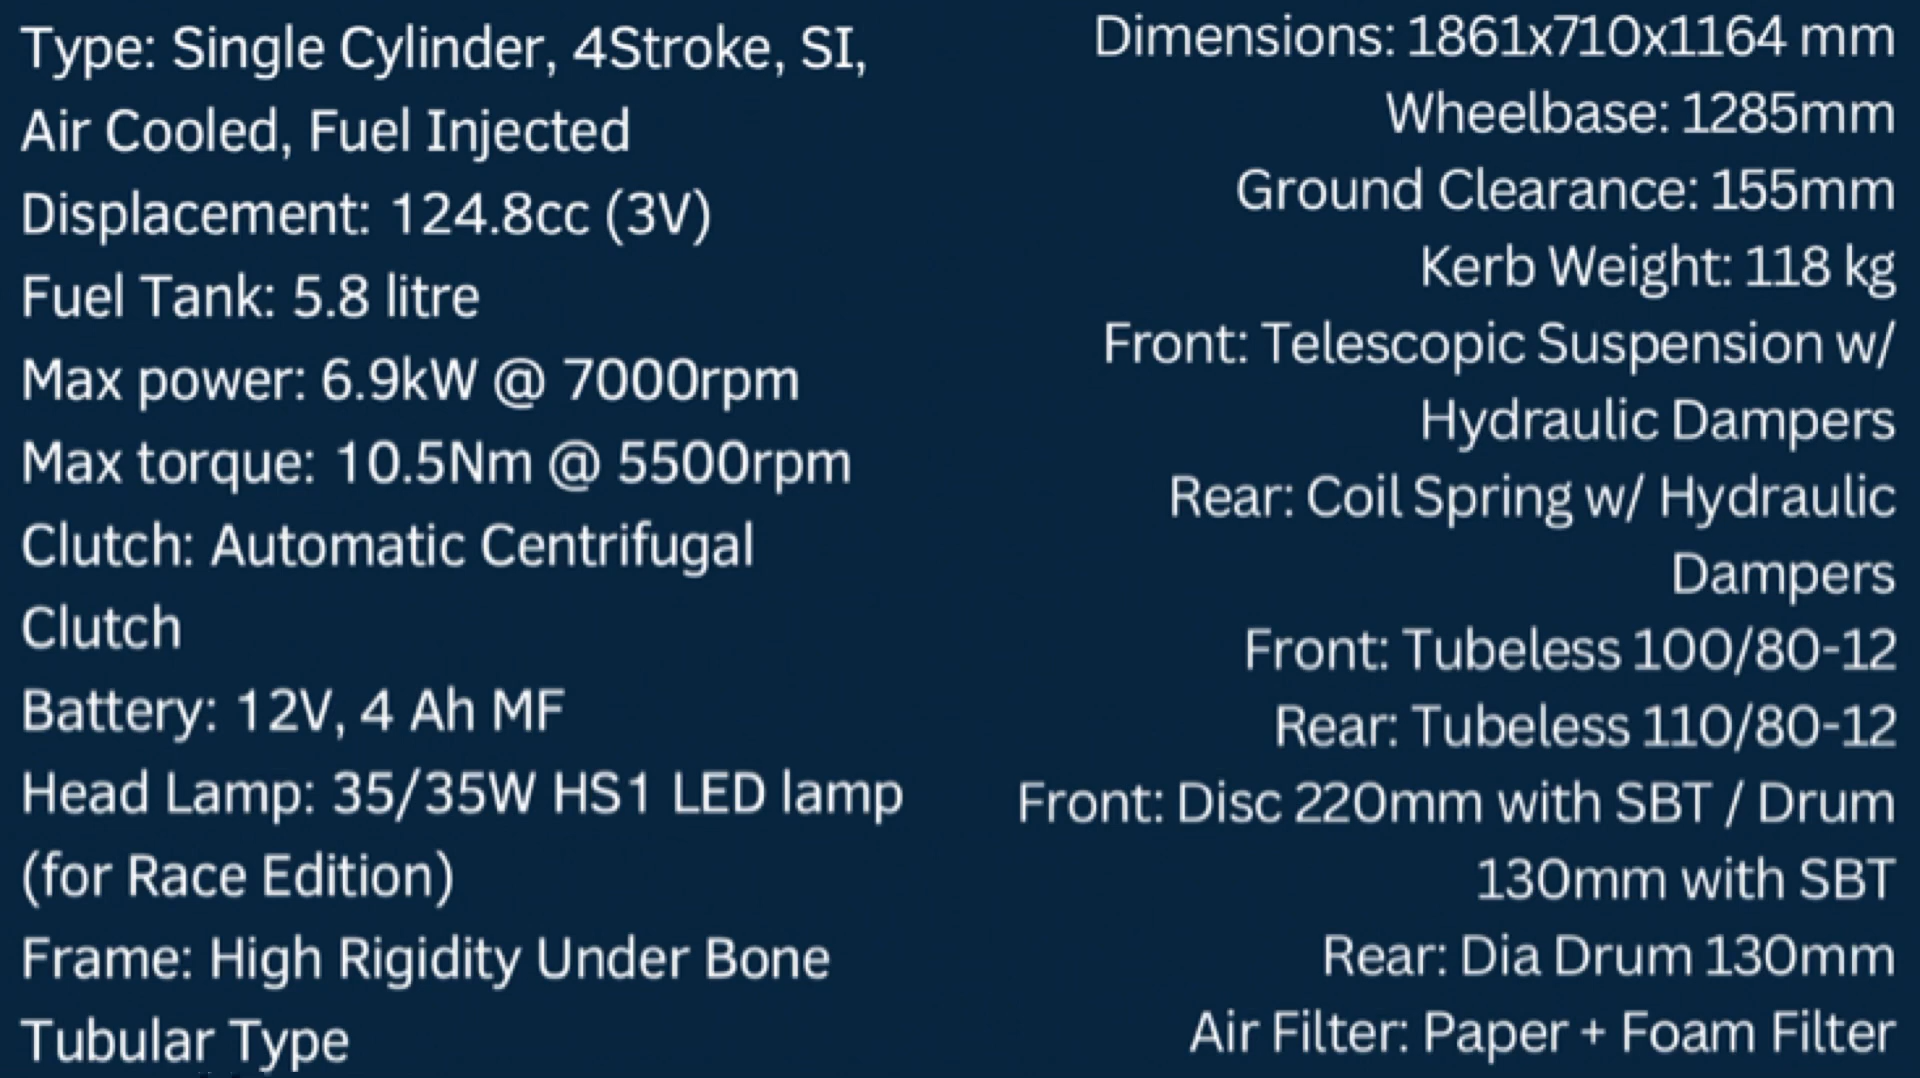 Type: Single Cylinder, 4Stroke, SI,
Air Cooled, Fuel Injected
Displacement: 124.8cc (3V)
Fuel Tank: 5.8 litre
Max power: 6.9kW @ 7000rpm
Max torque: 10.5Nm @ 5500rpm
Clutch: Automatic Centrifugal
Clutch
Battery: 12V, 4 Ah MF
Head Lamp: 35/35W HS1 LED lamp
(for Race Edition)
Frame: High Rigidity Under Bone
Tubular Type
Dimensions: 1861x710x1164 mm
Wheelbase: 1285mm
Ground Clearance: 155mm
Kerb Weight: 118 kg
Front: Telescopic Suspension w/
Hydraulic Dampers
Rear: Coil Spring w/ Hydraulic
Dampers
Front: Tubeless 100/80-12
Rear: Tubeless 110/80-12
Front: Disc 220mm with SBT / Drum
130mm with SBT
Rear: Dia Drum 130mm
Air Filter: Paper + Foam Filter